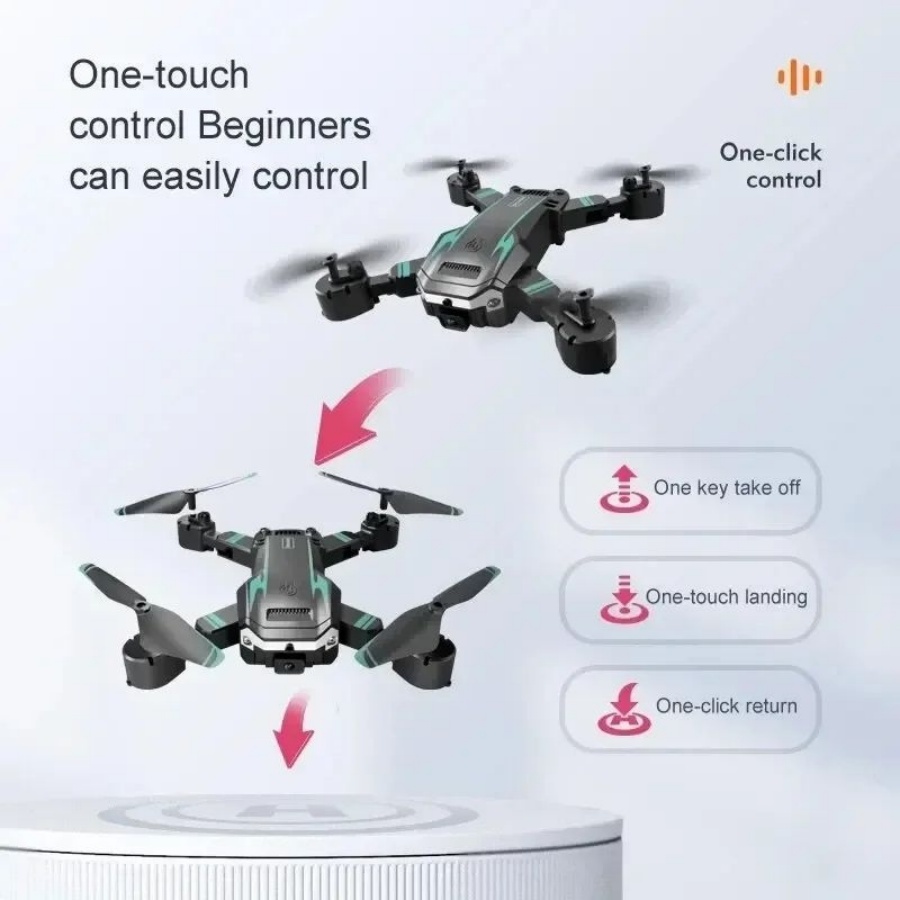 One-touch
control Beginners
can easily control
One-click
control
One key take off
One-touch landing
One-click return
H